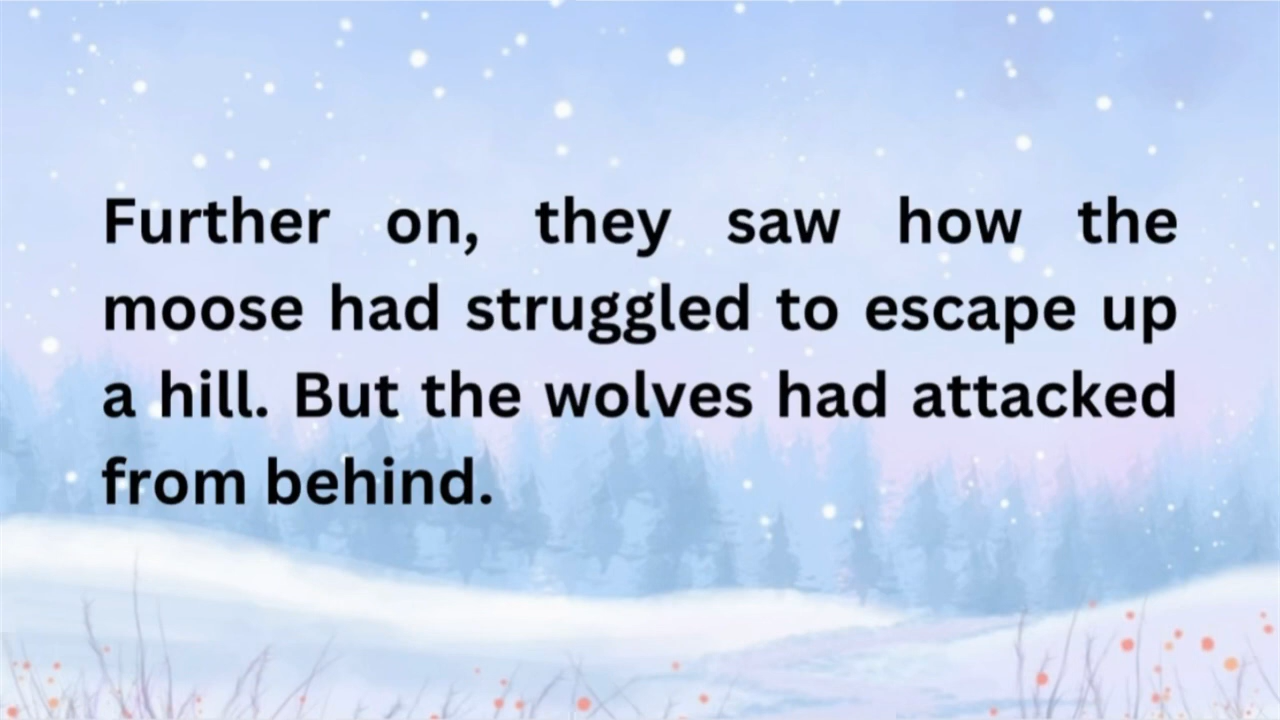 Further on, they saw how the
moose had struggled to escape up
a hill. But the wolves had attacked
from behind.